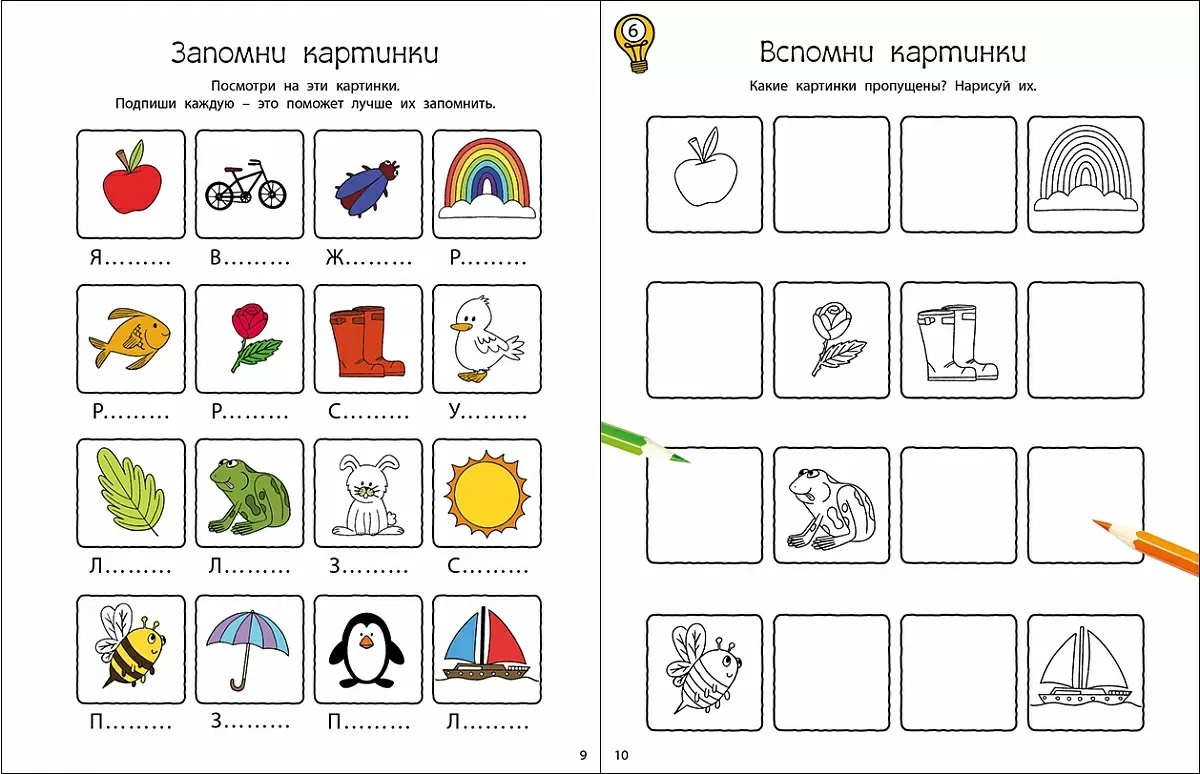 Запомни картинки
Посмотри на эти картинки.
Подпиши каждую – это поможет лучше их запомнить.
Я.........
В.........
Ж.........
Р.........
Р.........
Р.........
С.........
У.........
Л.........
Л.........
З.........
С.........
П.........
З.........
П.........
Л.........
9
6
Вспомни картинки
Какие картинки пропущены? Нарисуй их.
10